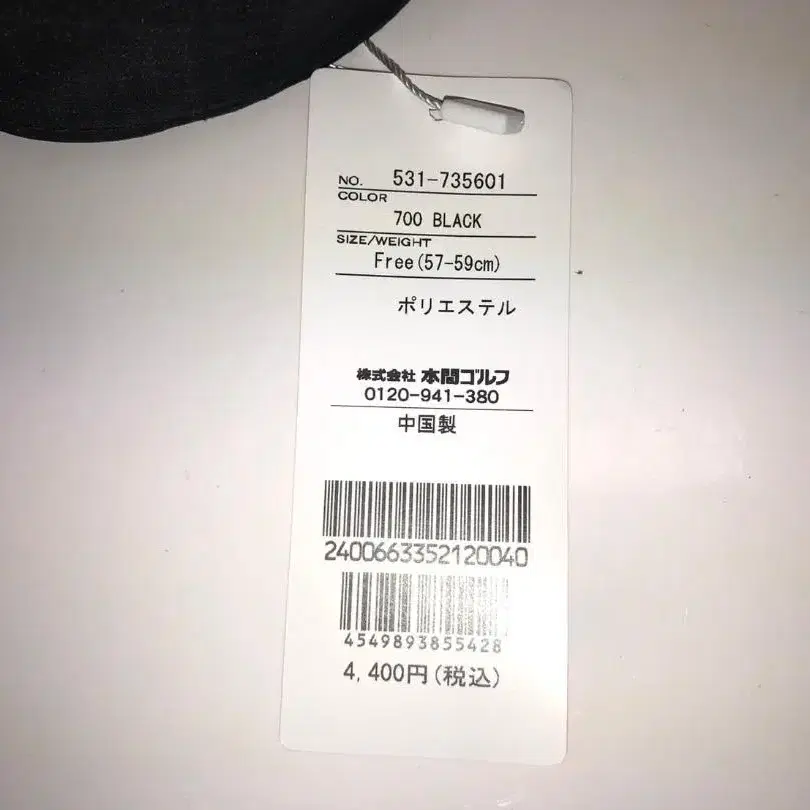 NO. 531-735601
COLOR
700 BLACK
SIZE/WEIGHT
Free(57-59cm)
ポリエステル
株式会社 本間ゴルフ
0120-941-380
中国製
2400663352120040
4549893855428
4,400円(税込)